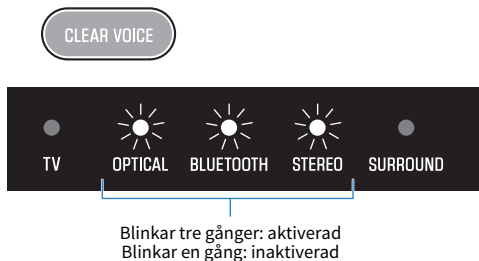 CLEAR VOICE
TV OPTICAL BLUETOOTH STEREO SURROUND
Blinkar tre gånger: aktiverad
Blinkar en gång: inaktiverad